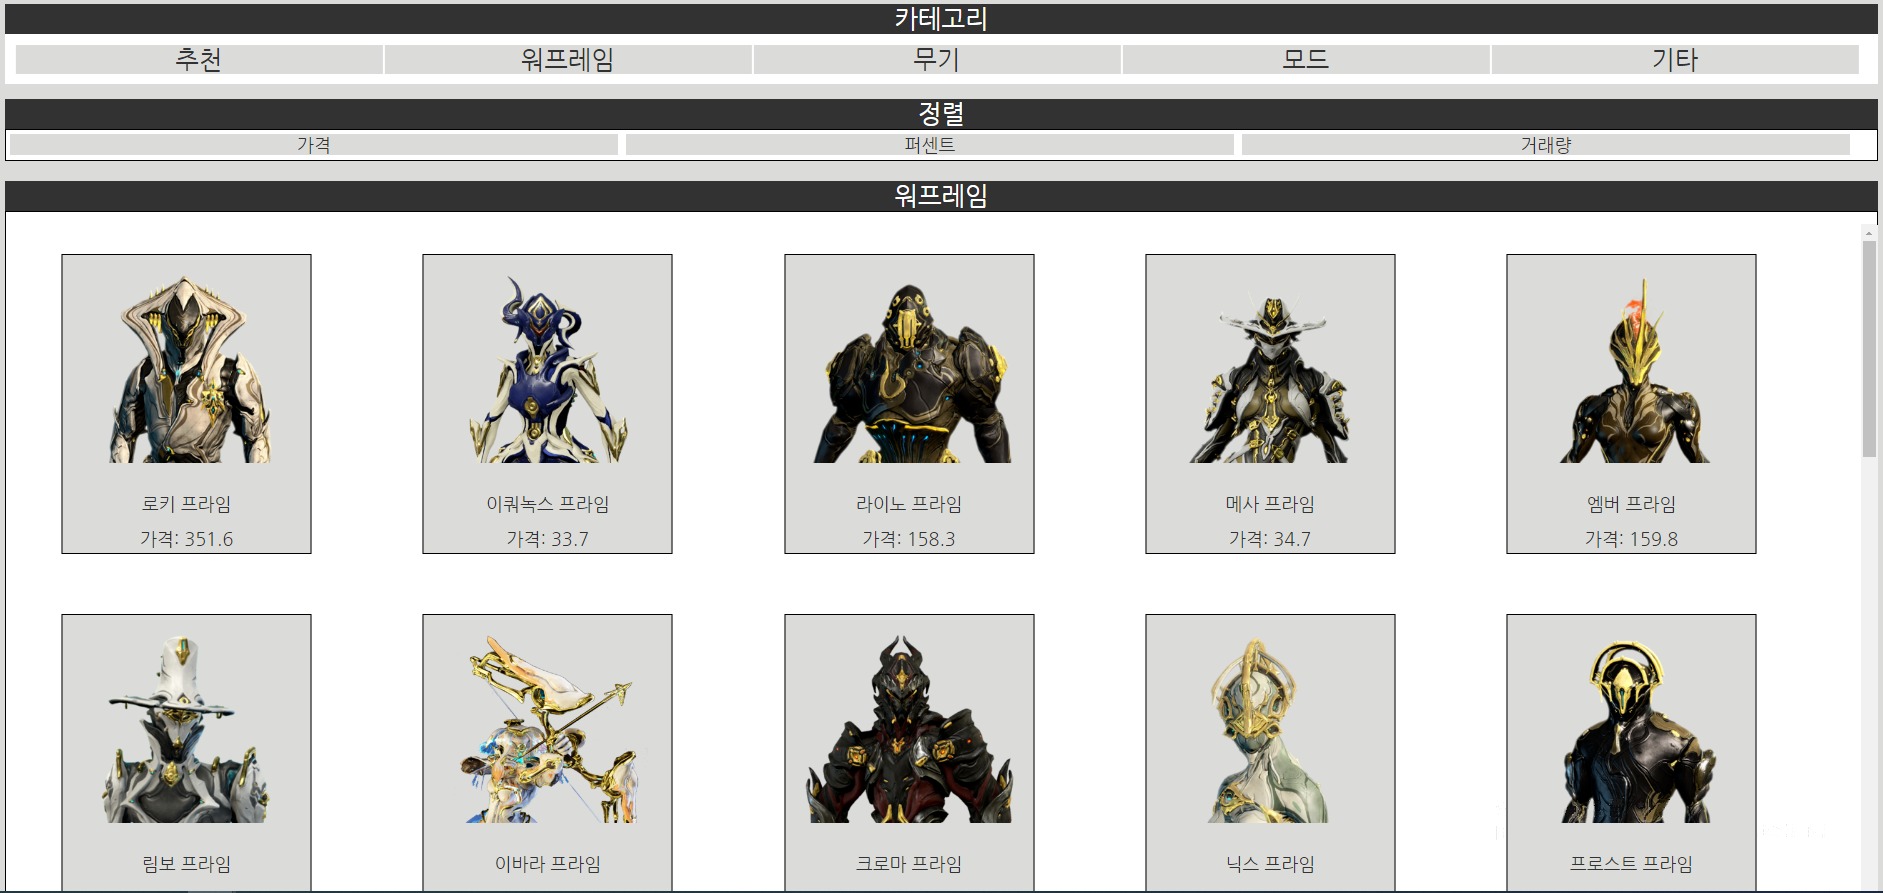 카테고리
추천 워프레임 무기 모드 기타
정렬
가격 퍼센트 거래량
워프레임
로키 프라임 이쿼녹스 프라임 라이노 프라임 메사 프라임 엠버 프라임
가격: 351.6 가격: 33.7 가격: 158.3 가격: 34.7 가격: 159.8
림보 프라임 이바라 프라임 크로마 프라임 닉스 프라임 프로스트 프라임